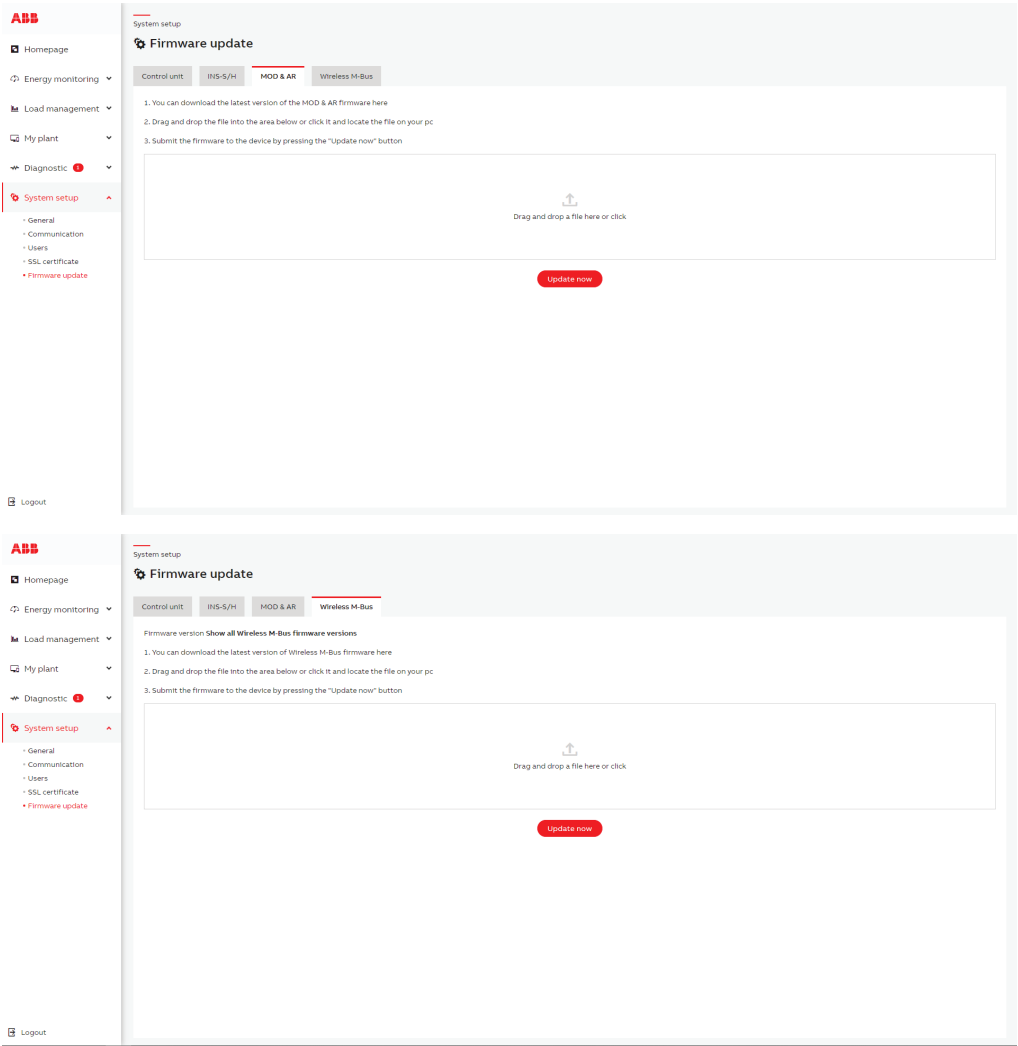 ABB
Homepage
Energy monitoring
Load management
My plant
Diagnostic 1
System setup
General
Communication
Users
SSL certificate
Firmware update
Logout
System setup
Firmware update
Control unit INS-S/H MOD & AR Wireless M-Bus
1. You can download the latest version of the MOD & AR firmware here
2. Drag and drop the file into the area below or click it and locate the file on your pc
3. Submit the firmware to the device by pressing the "Update now" button
Drag and drop a file here or click
Update now
ABB
Homepage
Energy monitoring
Load management
My plant
Diagnostic 1
System setup
General
Communication
Users
SSL certificate
Firmware update
Logout
System setup
Firmware update
Control unit INS-S/H MOD & AR Wireless M-Bus
Firmware version Show all Wireless M-Bus firmware versions
1. You can download the latest version of Wireless M-Bus firmware here
2. Drag and drop the file into the area below or click it and locate the file on your pc
3. Submit the firmware to the device by pressing the "Update now" button
Drag and drop a file here or click
Update now